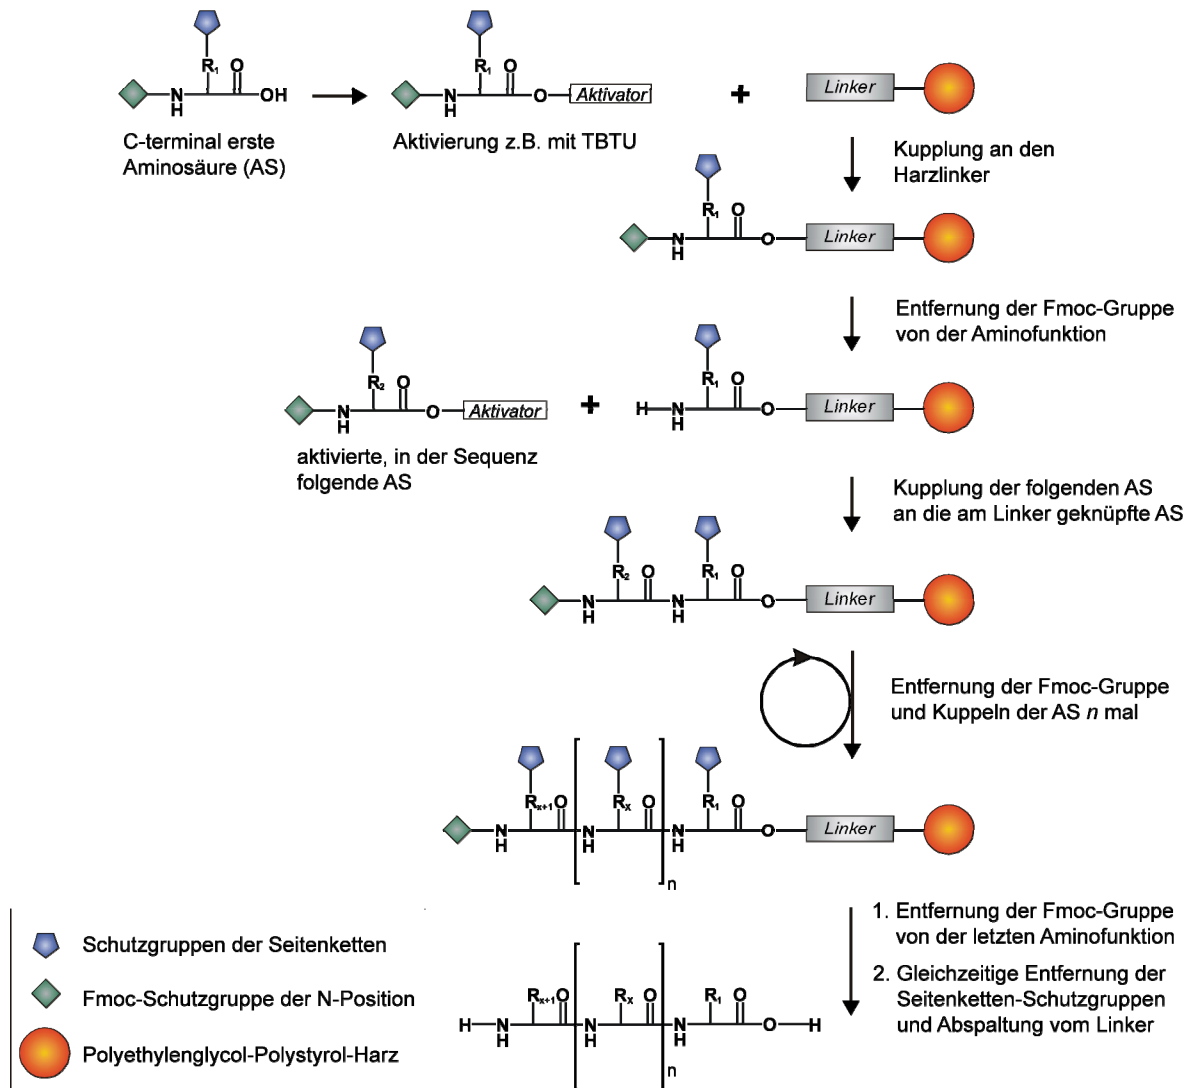 R1 O
N H OH
C-terminal erste
Aminosäure (AS)
R1 O
N H O Aktivator
Aktivierung z.B. mit TBTU
+
Linker
Kupplung an den
Harzlinker
R1 O
N H O Linker
Entfernung der Fmoc-Gruppe
von der Aminofunktion
R2 O
N H O Aktivator
aktivierte, in der Sequenz
folgende AS
+
R1 O
H N H O Linker
Kupplung der folgenden AS
an die am Linker geknüpfte AS
R2 O R1 O
N H N H O Linker
Entfernung der Fmoc-Gruppe
und Kuppeln der AS n mal
Rx+1 O Rx O R1 O
N H N H N H O Linker
n
1. Entfernung der Fmoc-Gruppe
von der letzten Aminofunktion
2. Gleichzeitige Entfernung der
Seitenketten-Schutzgruppen
und Abspaltung vom Linker
Rx+1 O Rx O R1 O
H N H N H N H O H
n
Schutzgruppen der Seitenketten
Fmoc-Schutzgruppe der N-Position
Polyethylenglycol-Polystyrol-Harz